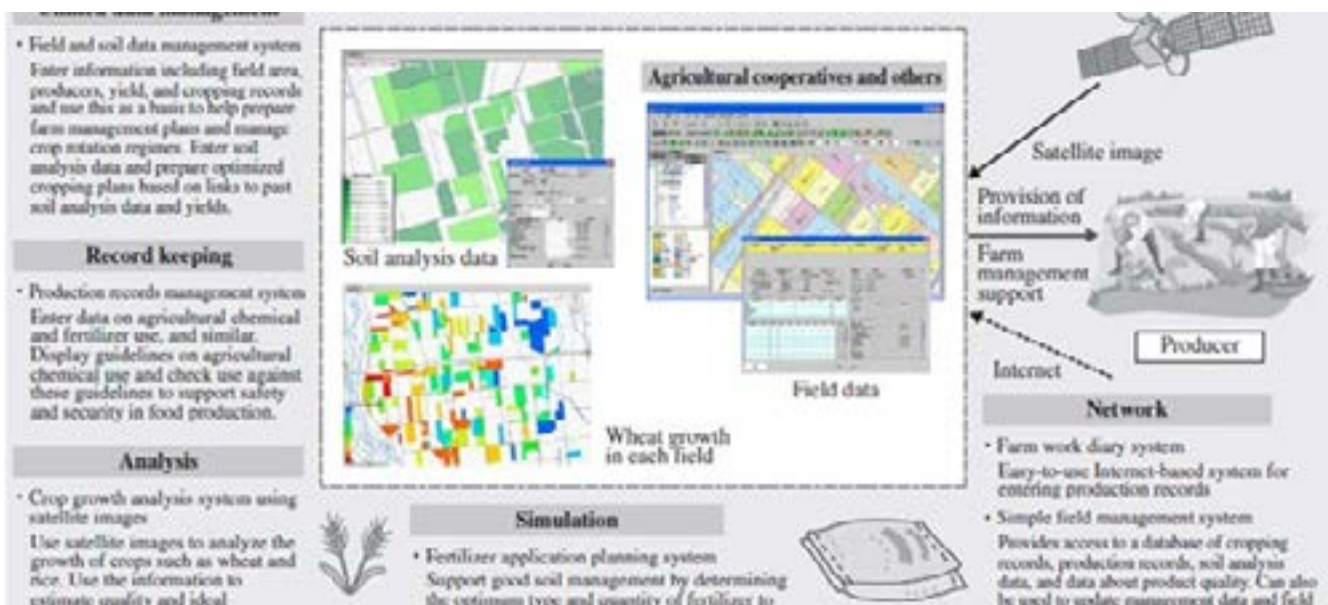 Unified data management
• Field and soil data management system
Enter information including field area,
producers, yield, and cropping records
and use this as a basis to help prepare
farm management plans and manage
crop rotation regimes. Enter soil
analysis data and prepare optimized
cropping plans based on links to past
soil analysis data and yields.
Record keeping
• Production records management system
Enter data on agricultural chemical
and fertilizer use, and similar.
Display guidelines on agricultural
chemical use and check use against
these guidelines to support safety
and security in food production.
Analysis
• Crop growth analysis system using
satellite images
Use satellite images to analyze the
growth of crops such as wheat and
rice. Use the information to
estimate quality and ideal
Soil analysis data
Agricultural cooperatives and others
Field data
Wheat growth
in each field
Simulation
• Fertilizer application planning system
Support good soil management by determining
the optimum type and quantity of fertilizer to
Satellite image
Provision of
information
Farm
management
support
Producer
Internet
Network
• Farm work diary system
Easy-to-use Internet-based system for
entering production records
• Simple field management system
Provides access to a database of cropping
records, production records, soil analysis
data, and data about product quality. Can also
be used to update management data and field